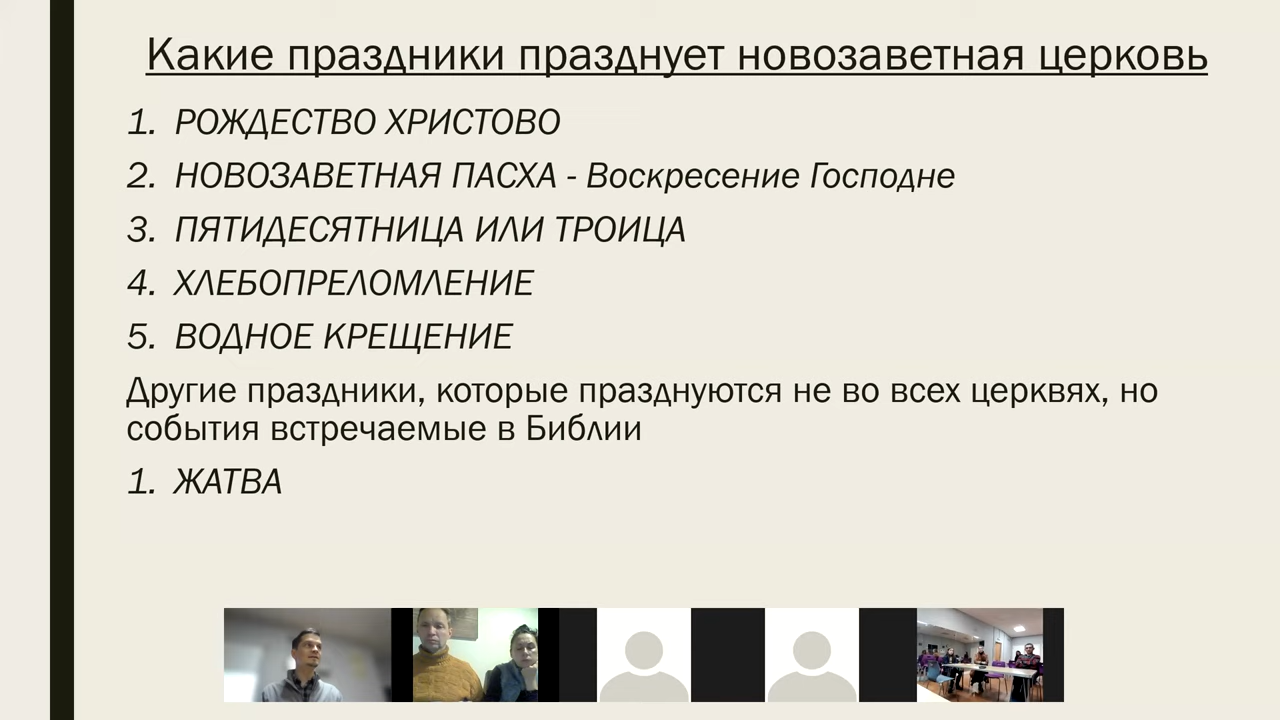 Какие праздники празднует новозаветная церковь
1. РОЖДЕСТВО ХРИСТОВО
2. НОВОЗАВЕТНАЯ ПАСХА - Воскресение Господне
3. ПЯТИДЕСЯТНИЦА ИЛИ ТРОИЦА
4. ХЛЕБОПРЕЛОМЛЕНИЕ
5. ВОДНОЕ КРЕЩЕНИЕ
Другие праздники, которые празднуются не во всех церквях, но
события встречаемые в Библии
1. ЖАТВА